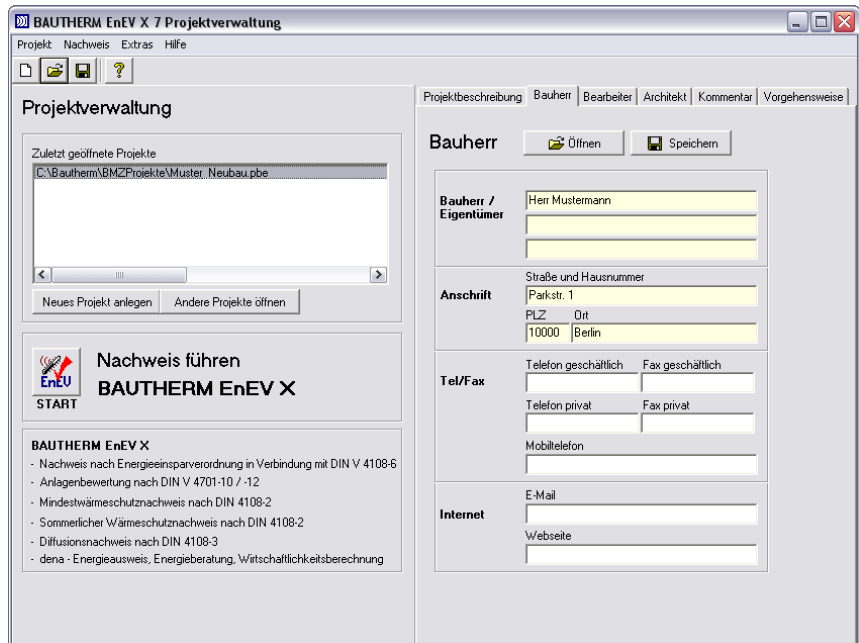 BAUTHERM EnEV X 7 Projektverwaltung
Projekt Nachweis Extras Hilfe
Projektverwaltung
Zuletzt geöffnete Projekte
C:\Bautherm\BMZProjekte\Muster_Neubau.pbe
Neues Projekt anlegen Andere Projekte öffnen
EnEV
START
Nachweis führen
BAUTHERM EnEV X
BAUTHERM EnEV X
- Nachweis nach Energieeinsparverordnung in Verbindung mit DIN V 4108-6
- Anlagenbewertung nach DIN V 4701-10 / -12
- Mindestwärmeschutznachweis nach DIN 4108-2
- Sommerlicher Wärmeschutznachweis nach DIN 4108-2
- Diffusionsnachweis nach DIN 4108-3
- dena - Energieausweis, Energieberatung, Wirtschaftlichkeitsberechnung
Projektbeschreibung Bauherr Bearbeiter Architekt Kommentar Vorgehensweise
Bauherr Öffnen Speichern
Bauherr / Eigentümer
Herr Mustermann
Straße und Hausnummer
Anschrift Parkstr. 1
PLZ Ort
10000 Berlin
Telefon geschäftlich Fax geschäftlich
Tel/Fax
Telefon privat Fax privat
Mobiltelefon
E-Mail
Internet
Webseite